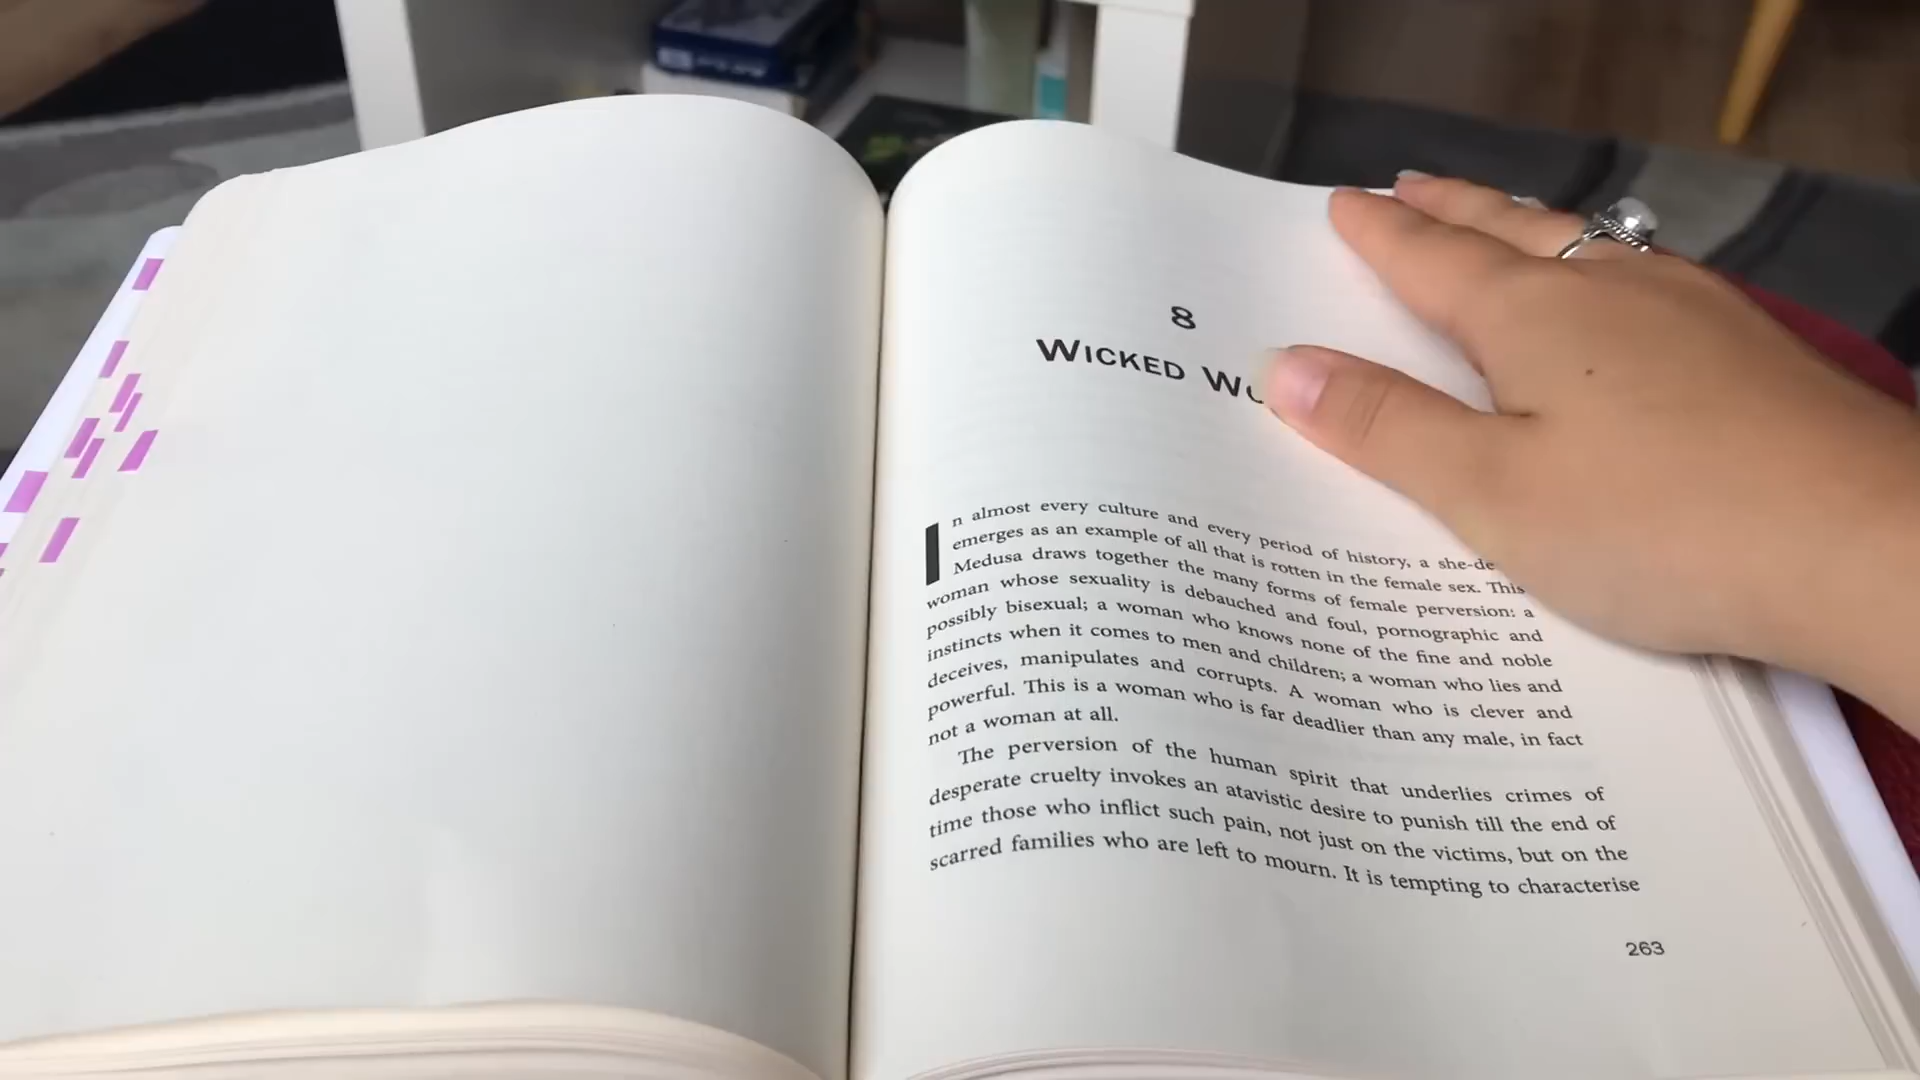 8
WICKED
In almost every culture and every period of history, a
emerges as an example of all that is rotten in the female sex. This
Medusa draws together the many forms of female perversion: a
woman whose sexuality is debauched and foul, pornographic and
possibly bisexual; a woman who knows none of the fine and noble
instincts when it comes to men and children; a woman who lies and
deceives, manipulates and corrupts. A woman who is clever and
powerful. This is a woman who is far deadlier than any male, in fact
not a woman at all.
The perversion of the human spirit that underlies crimes of
desperate cruelty invokes an atavistic desire to punish till the end of
time those who inflict such pain, not just on the victims, but on the
scarred families who are left to mourn. It is tempting to characterise
263